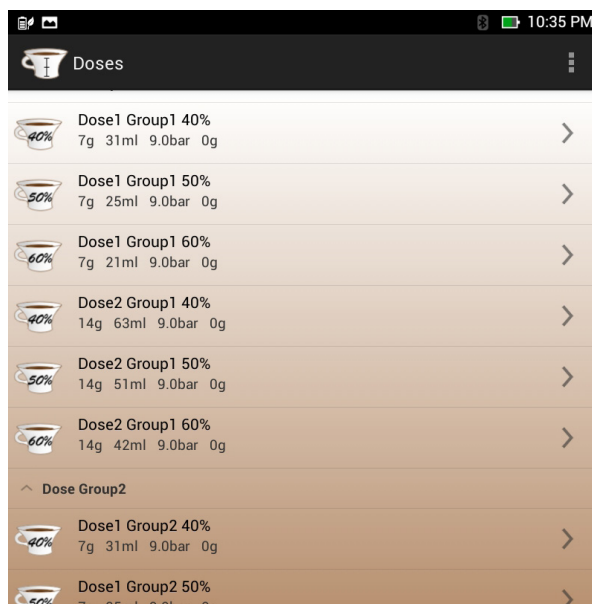 10:35 PM
Doses
40%
Dose1 Group1 40%
7g 31ml 9.0bar 0g
50%
Dose1 Group1 50%
7g 25ml 9.0bar 0g
60%
Dose1 Group1 60%
7g 21ml 9.0bar 0g
40%
Dose2 Group1 40%
14g 63ml 9.0bar 0g
50%
Dose2 Group1 50%
14g 51ml 9.0bar 0g
60%
Dose2 Group1 60%
14g 42ml 9.0bar 0g
Dose Group2
40%
Dose1 Group2 40%
7g 31ml 9.0bar 0g
50%
Dose1 Group2 50%